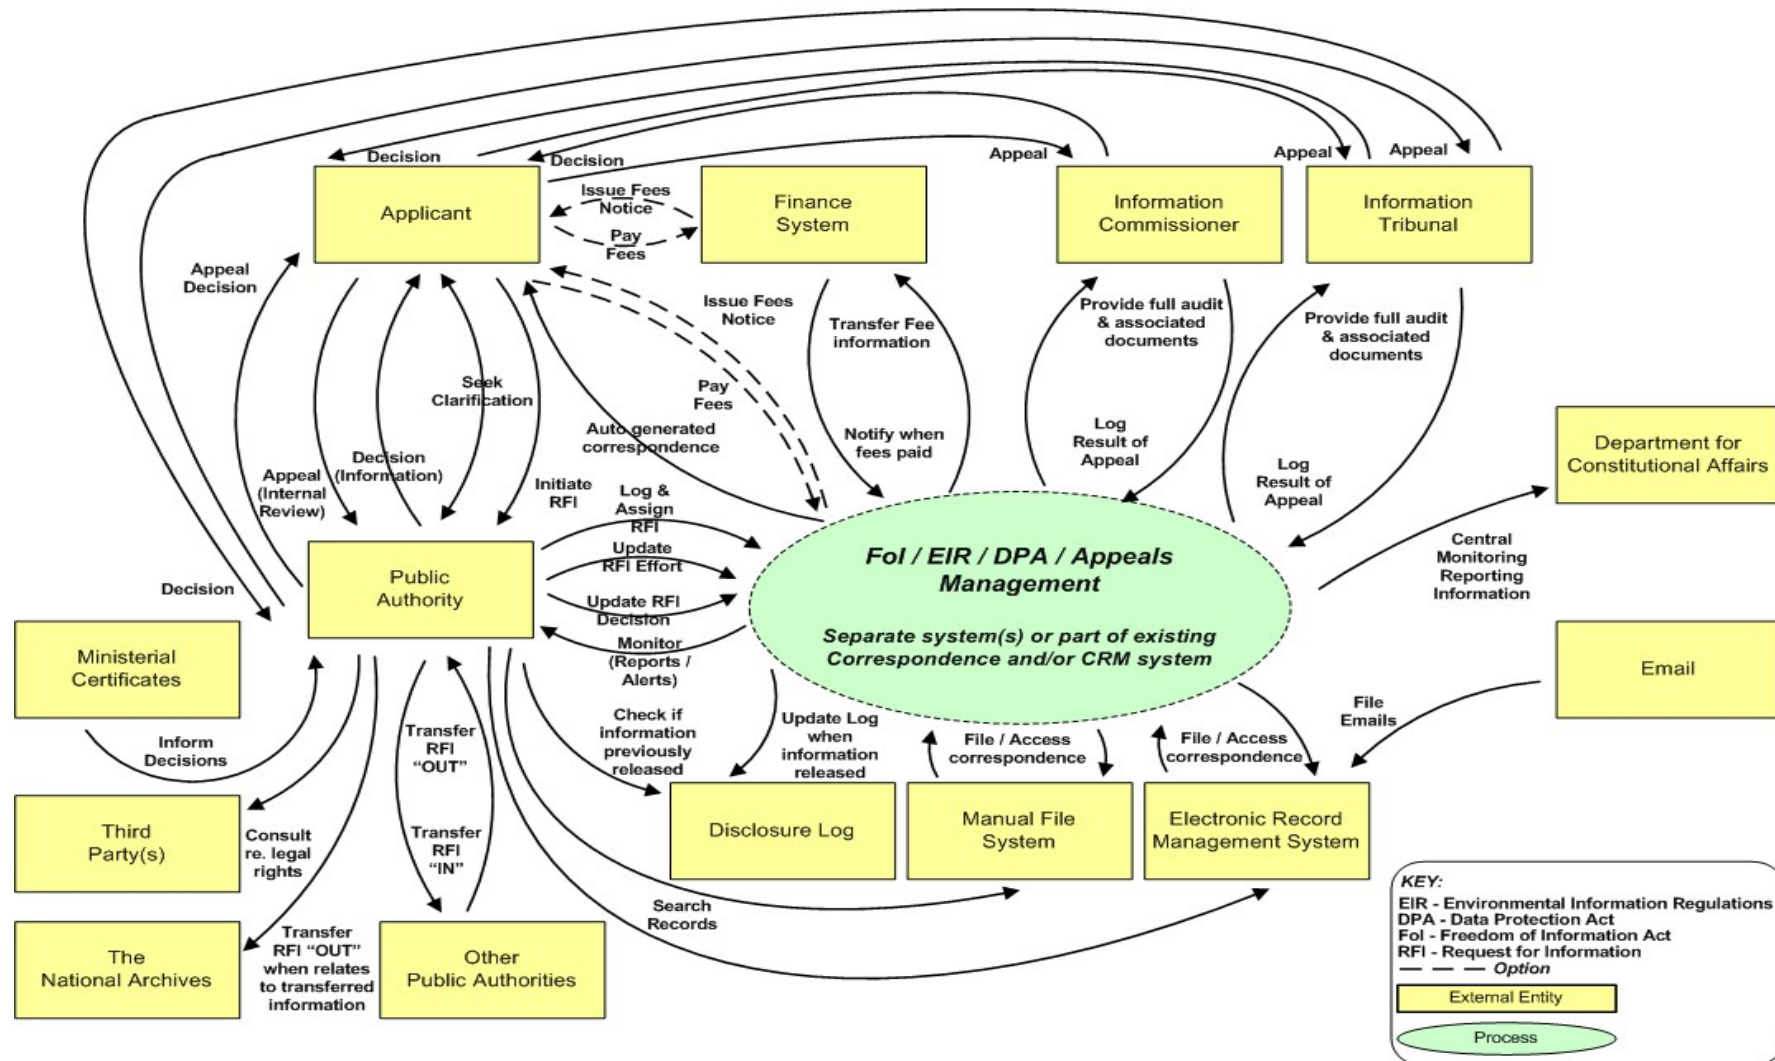 Decision
Decision
Appeal
Appeal
Appeal
Applicant
Issue Fees
Notice
Pay
Fees
Finance
System
Information
Commissioner
Information
Tribunal
Appeal
Decision
Issue Fees
Notice
Transfer Fee
information
Provide full audit
& associated
documents
Provide full audit
& associated
documents
Seek
Clarification
Pay
Fees
Auto generated
correspondence
Notify when
fees paid
Log
Result of
Appeal
Log
Result of
Appeal
Department for
Constitutional Affairs
Appeal
(Internal
Review)
Decision
(Information)
Initiate
RFI
Log &
Assign
RFI
Update
RFI Effort
Update RFI
Decision
Monitor
(Reports /
Alerts)
FoI / EIR / DPA / Appeals
Management
Separate system(s) or part of existing
Correspondence and/or CRM system
Central
Monitoring
Reporting
Information
Public
Authority
Decision
Ministerial
Certificates
Email
Inform
Decisions
Transfer
RFI
“OUT”
Check if
information
previously
released
Update Log
when
information
released
File / Access
correspondence
File / Access
correspondence
File
Emails
Third
Party(s)
Consult
re. legal
rights
Transfer
RFI
“IN”
Disclosure Log
Manual File
System
Electronic Record
Management System
Search
Records
The
National Archives
Transfer
RFI “OUT”
when relates
to transferred
information
Other
Public Authorities
KEY:
EIR - Environmental Information Regulations
DPA - Data Protection Act
FoI - Freedom of Information Act
RFI - Request for Information
Option
External Entity
Process